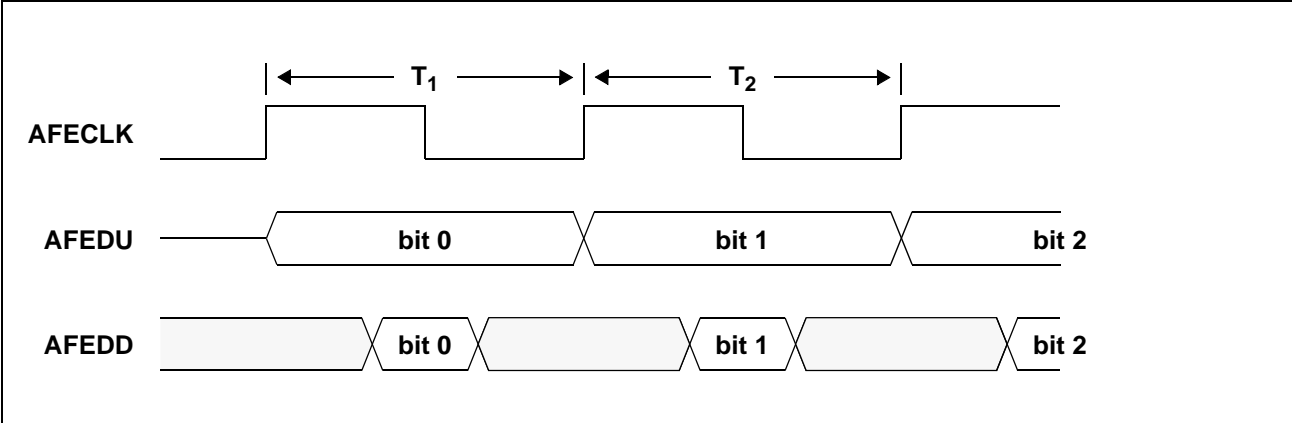 T1 T2
AFECLK
AFEDU bit 0 bit 1 bit 2
AFEDD bit 0 bit 1 bit 2